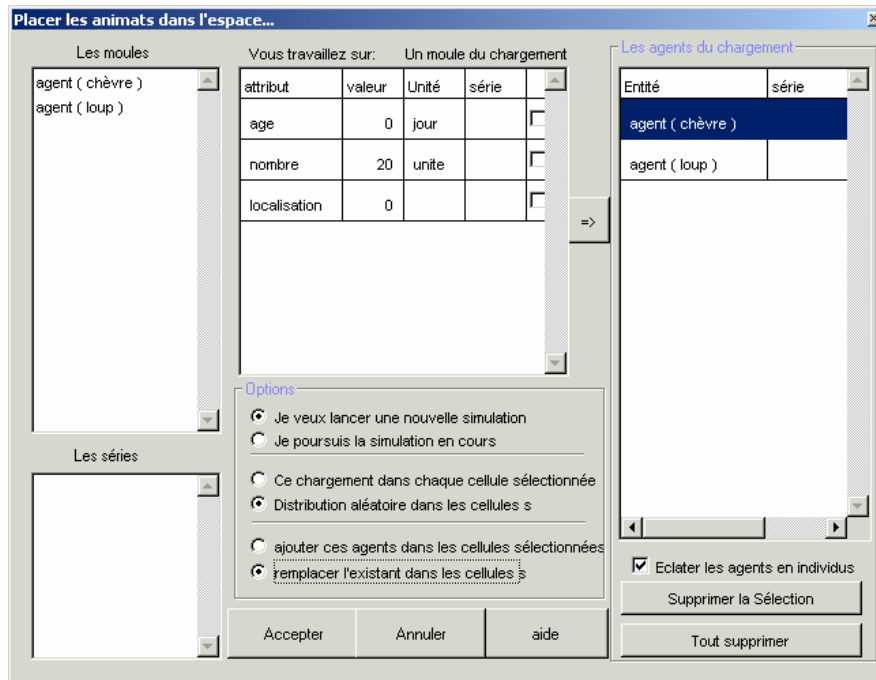 Placer les animats dans l'espace...
Les moules
agent ( chèvre )
agent ( loup )
Les séries
Vous travaillez sur: Un moule du chargement
attribut valeur Unité série
age 0 jour
nombre 20 unite
localisation 0
=>
Options
Je veux lancer une nouvelle simulation
Je poursuis la simulation en cours
Ce chargement dans chaque cellule sélectionnée
Distribution aléatoire dans les cellules s
ajouter ces agents dans les cellules sélectionnées
remplacer l'existant dans les cellules s
Accepter Annuler aide
Les agents du chargement
Entité série
agent ( chèvre )
agent ( loup )
Eclater les agents en individus
Supprimer la Sélection
Tout supprimer